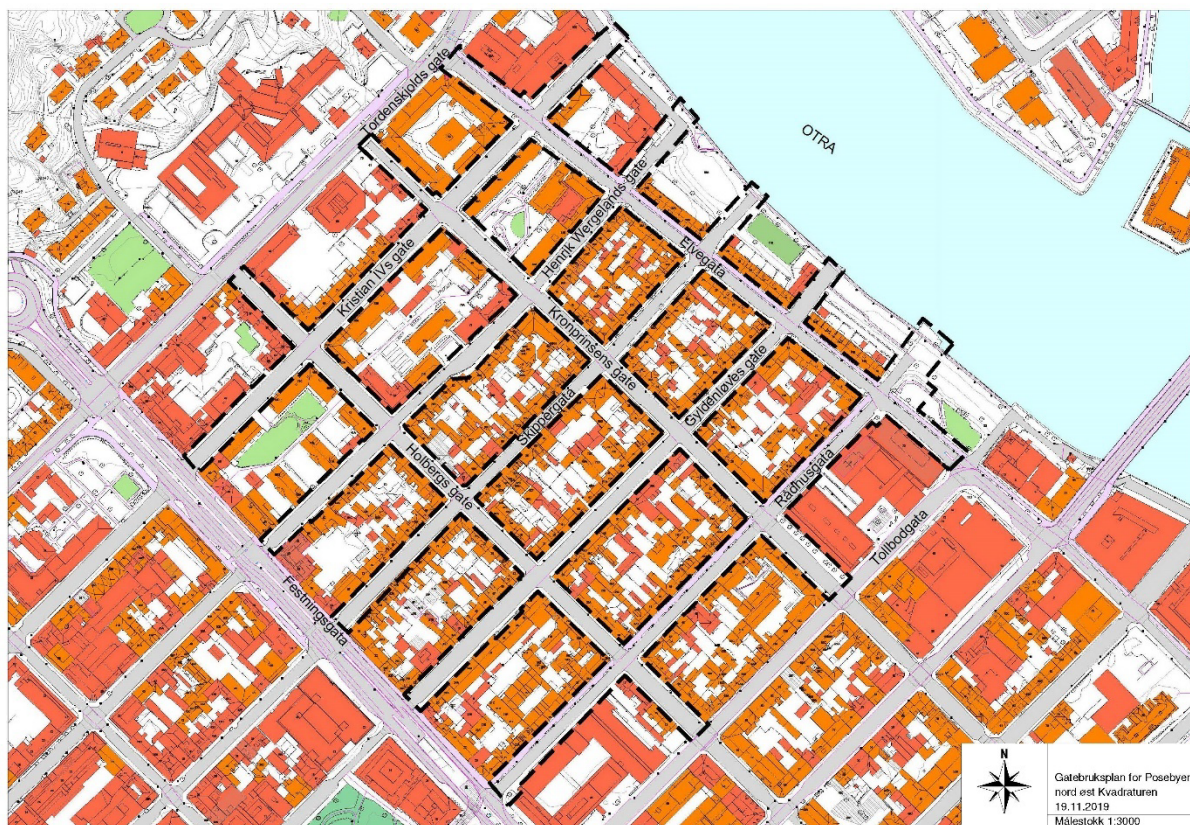 Tordenskjolds gate
OTRA
Henrik Wergelands gate
Elvegata
Kristian IVs gate
Kronprinsens gate
Gyldenløves gate
Skippergata
Holbergs gate
Rådhusgata
Tollbodgata
Festningsgata
N
Gatebruksplan for Posebyen
nord øst Kvadraturen
19.11.2019
Målestokk 1:3000